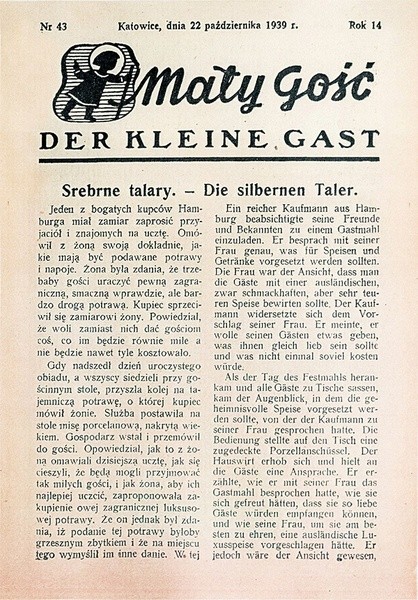 Nr 43 Katowice, dnia 22 października 1939 r. Rok 14
Mały Gość
DER KLEINE GAST
Srebrne talary. – Die silbernen Taler.
Jeden z bogatych kupców Ham-
burga miał zamiar zaprosić przy-
jaciół i znajomych na ucztę. Omó-
wił z żoną swoją dokładnie, ja-
kie mają być podawane potrawy
i napoje. Żona była zdania, że trze-
baby gości uraczyć pewną zagra-
niczną, smaczną wprawdzie, ale bar-
dzo drogą potrawą. Kupiec sprzeci-
wił się zamiarowi żony. Powiedział,
że woli zamiast nich dać gościom
coś, co im będzie równie miłe a
nie będzie nawet tyle kosztowało.
Gdy nadszedł dzień uroczystego
obiadu, a wszyscy siedzieli przy go-
ścinnym stole, przyszła kolej na ta-
jemniczą potrawę, o której kupiec
mówił żonie. Służba postawiła na
stole misę porcelanową, nakrytą wie-
kiem. Gospodarz wstał i przemówił
do gości. Opowiedział, jak to z żo-
ną omawiali dzisiejszą ucztę, jak się
cieszyli, że będą mogli przyjmować
tak miłych gości, i jak żona, aby ich
najlepiej uczcić, zaproponowała za-
kupienie owej zagranicznej luksuso-
wej potrawy. Że on jednak był zda-
nia, iż podanie tej potrawy byłoby
grzesznym zbytkiem i że na miejscu
tego wymyślił im inne danie. W tej
Ein reicher Kaufmann aus Ham-
burg beabsichtigte seine Freunde
und Bekannten zu einem Gastmahl
einzuladen. Er besprach mit seiner
Frau genau, was für Speisen und
Getränke vorgesetzt werden sollten.
Die Frau war der Ansicht, dass man
die Gäste mit einer ausländischen,
zwar schmackhaften, aber sehr teu-
ren Speise bewirten sollte. Der Kauf-
mann widersetzte sich dem Vor-
schlag seiner Frau. Er meinte, er
wolle seinen Gästen etwas geben,
was ihnen gleich lieb sein sollte
und was nicht einmal soviel kosten
würde.
Als der Tag des Festmahls heran-
kam und alle Gäste zu Tische sassen,
kam der Augenblick, in dem die ge-
heimnisvolle Speise vorgesetzt wer-
den sollte, von der der Kaufmann zu
seiner Frau gesprochen hatte. Die
Bedienung stellte auf den Tisch eine
zugedeckte Porzellanschüssel. Der
Hauswirt erhob sich und hielt an
die Gäste eine Ansprache. Er er-
zählte, wie er mit seiner Frau das
Gastmahl besprochen hatte, wie sie
sich gefreut hätten, dass sie so liebe
Gäste würden empfangen können,
und wie seine Frau, um sie am be-
sten zu ehren, eine ausländische Lu-
xusspeise vorgeschlagen hätte. Er
jedoch wäre der Ansicht gewesen,